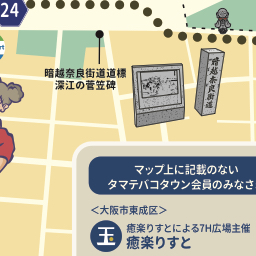 24
暗越奈良街道道標
深江の菅笠碑
暗越奈良街道
マップ上に記載のない
タマテバコタウン会員のみなさ
＜大阪市東成区＞
玉
癒楽りすとによる7H広場主催
癒楽りすと